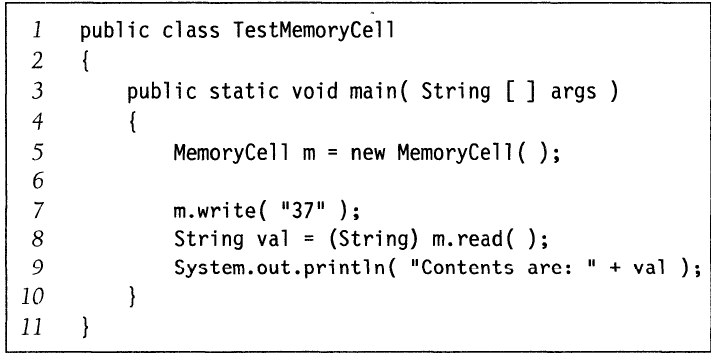 1 public class TestMemoryCell
2 {
3 public static void main( String [ ] args )
4 {
5 MemoryCell m = new MemoryCell( );
6
7 m.write( "37" );
8 String val = (String) m.read( );
9 System.out.println( "Contents are: " + val );
10 }
11 }